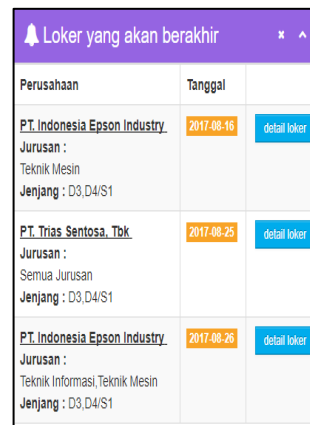 Loker yang akan berakhir
Perusahaan Tanggal
PT. Indonesia Epson Industry 2017-08-16 detail loker
Jurusan :
Teknik Mesin
Jenjang : D3,D4/S1
PT. Trias Sentosa, Tbk 2017-08-25 detail loker
Jurusan :
Semua Jurusan
Jenjang : D3,D4/S1
PT. Indonesia Epson Industry 2017-08-26 detail loker
Jurusan :
Teknik Informasi,Teknik Mesin
Jenjang : D3,D4/S1